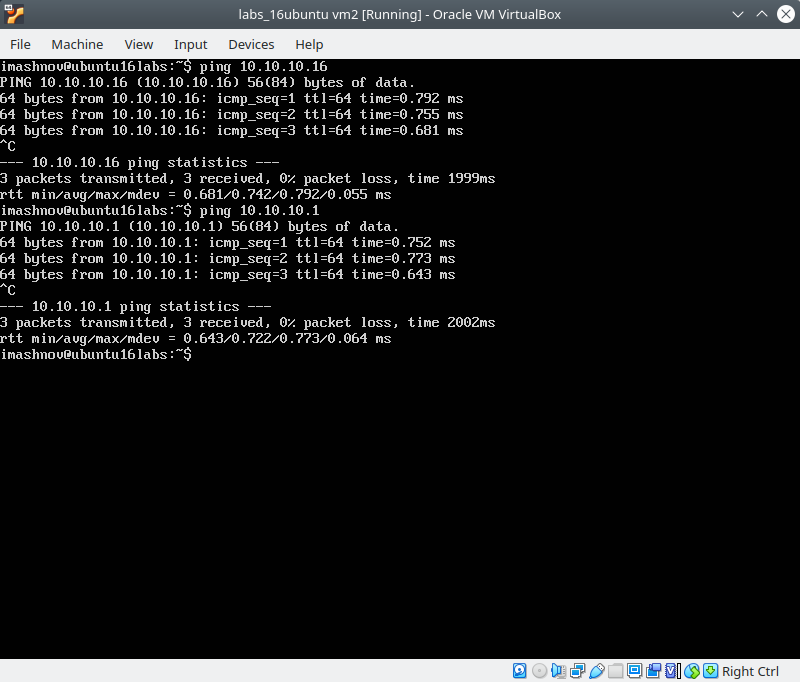 labs_16ubuntu vm2 [Running] - Oracle VM VirtualBox
File Machine View Input Devices Help
imashnov@ubuntu16labs:~$ ping 10.10.10.16
PING 10.10.10.16 (10.10.10.16) 56(84) bytes of data.
64 bytes from 10.10.10.16: icmp_seq=1 ttl=64 time=0.792 ms
64 bytes from 10.10.10.16: icmp_seq=2 ttl=64 time=0.755 ms
64 bytes from 10.10.10.16: icmp_seq=3 ttl=64 time=0.681 ms
^C
--- 10.10.10.16 ping statistics ---
3 packets transmitted, 3 received, 0% packet loss, time 1999ms
rtt min/avg/max/mdev = 0.681/0.742/0.792/0.055 ms
imashnov@ubuntu16labs:~$ ping 10.10.10.1
PING 10.10.10.1 (10.10.10.1) 56(84) bytes of data.
64 bytes from 10.10.10.1: icmp_seq=1 ttl=64 time=0.752 ms
64 bytes from 10.10.10.1: icmp_seq=2 ttl=64 time=0.773 ms
64 bytes from 10.10.10.1: icmp_seq=3 ttl=64 time=0.643 ms
^C
--- 10.10.10.1 ping statistics ---
3 packets transmitted, 3 received, 0% packet loss, time 2002ms
rtt min/avg/max/mdev = 0.643/0.722/0.773/0.064 ms
imashnov@ubuntu16labs:~$
Right Ctrl